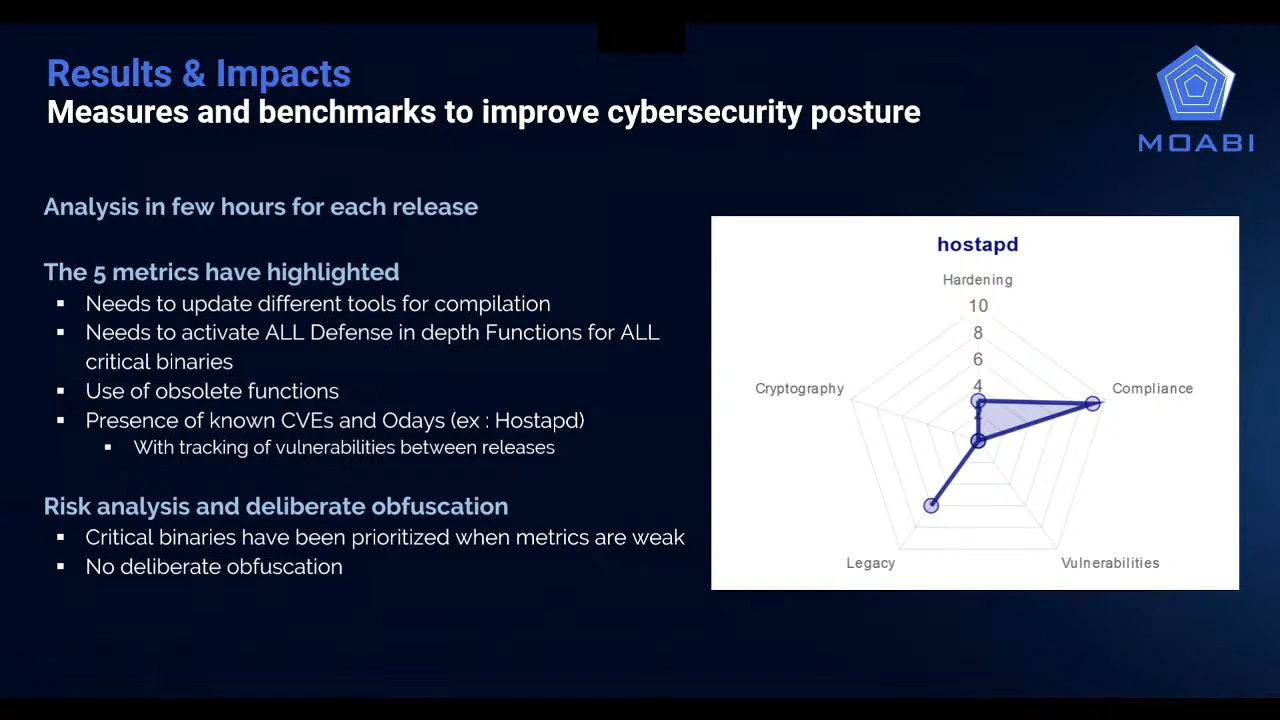 Results & Impacts
Measures and benchmarks to improve cybersecurity posture
MOABI
Analysis in few hours for each release
The 5 metrics have highlighted
▪ Needs to update different tools for compilation
▪ Needs to activate ALL Defense in depth Functions for ALL
critical binaries
▪ Use of obsolete functions
▪ Presence of known CVEs and 0days (ex : Hostapd)
▪ With tracking of vulnerabilities between releases
Risk analysis and deliberate obfuscation
▪ Critical binaries have been prioritized when metrics are weak
▪ No deliberate obfuscation
hostapd
Hardening
10
8
6
4
Cryptography
Compliance
Legacy
Vulnerabilities